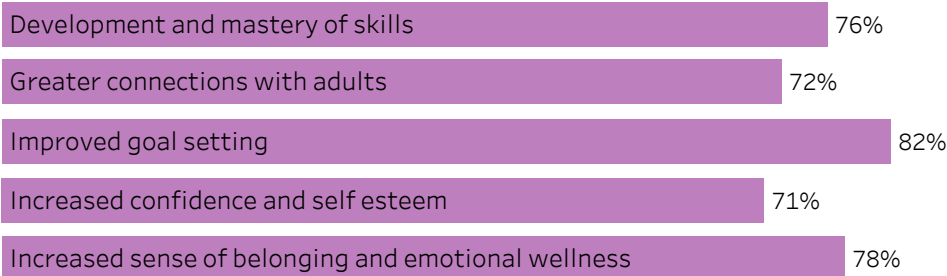 Development and mastery of skills 76%
Greater connections with adults 72%
Improved goal setting 82%
Increased confidence and self esteem 71%
Increased sense of belonging and emotional wellness 78%